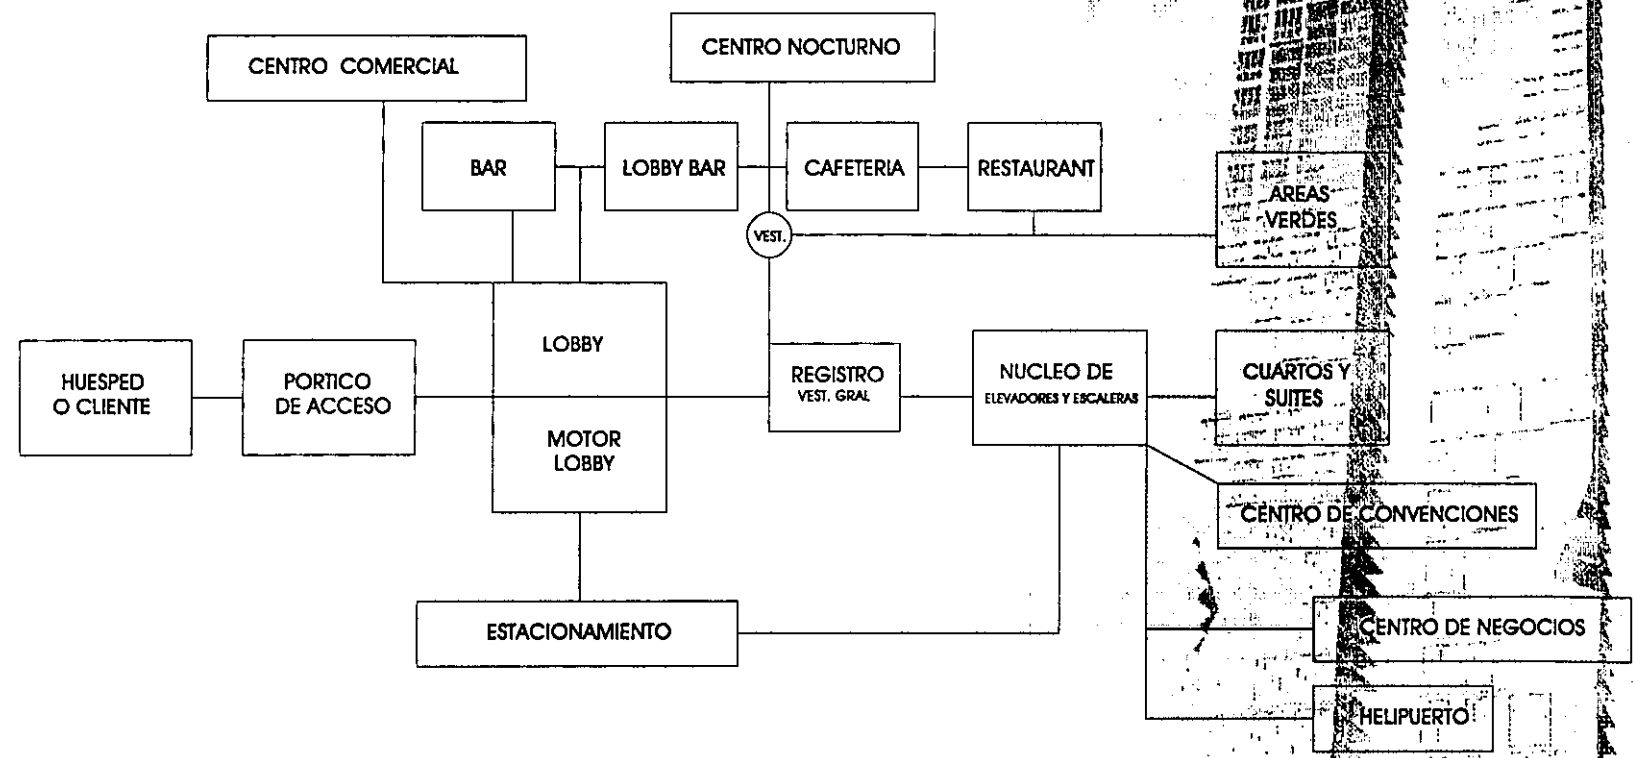 CENTRO NOCTURNO
CENTRO COMERCIAL
BAR
LOBBY BAR
CAFETERIA
RESTAURANT
AREAS
VERDES
VEST.
LOBBY
HUESPED
O CLIENTE
PORTICO
DE ACCESO
REGISTRO
VEST. GRAL
NUCLEO DE
ELEVADORES Y ESCALERAS
CUARTOS Y
SUITES
MOTOR
LOBBY
CENTRO DE CONVENCIONES
ESTACIONAMIENTO
CENTRO DE NEGOCIOS
HELIPUERTO